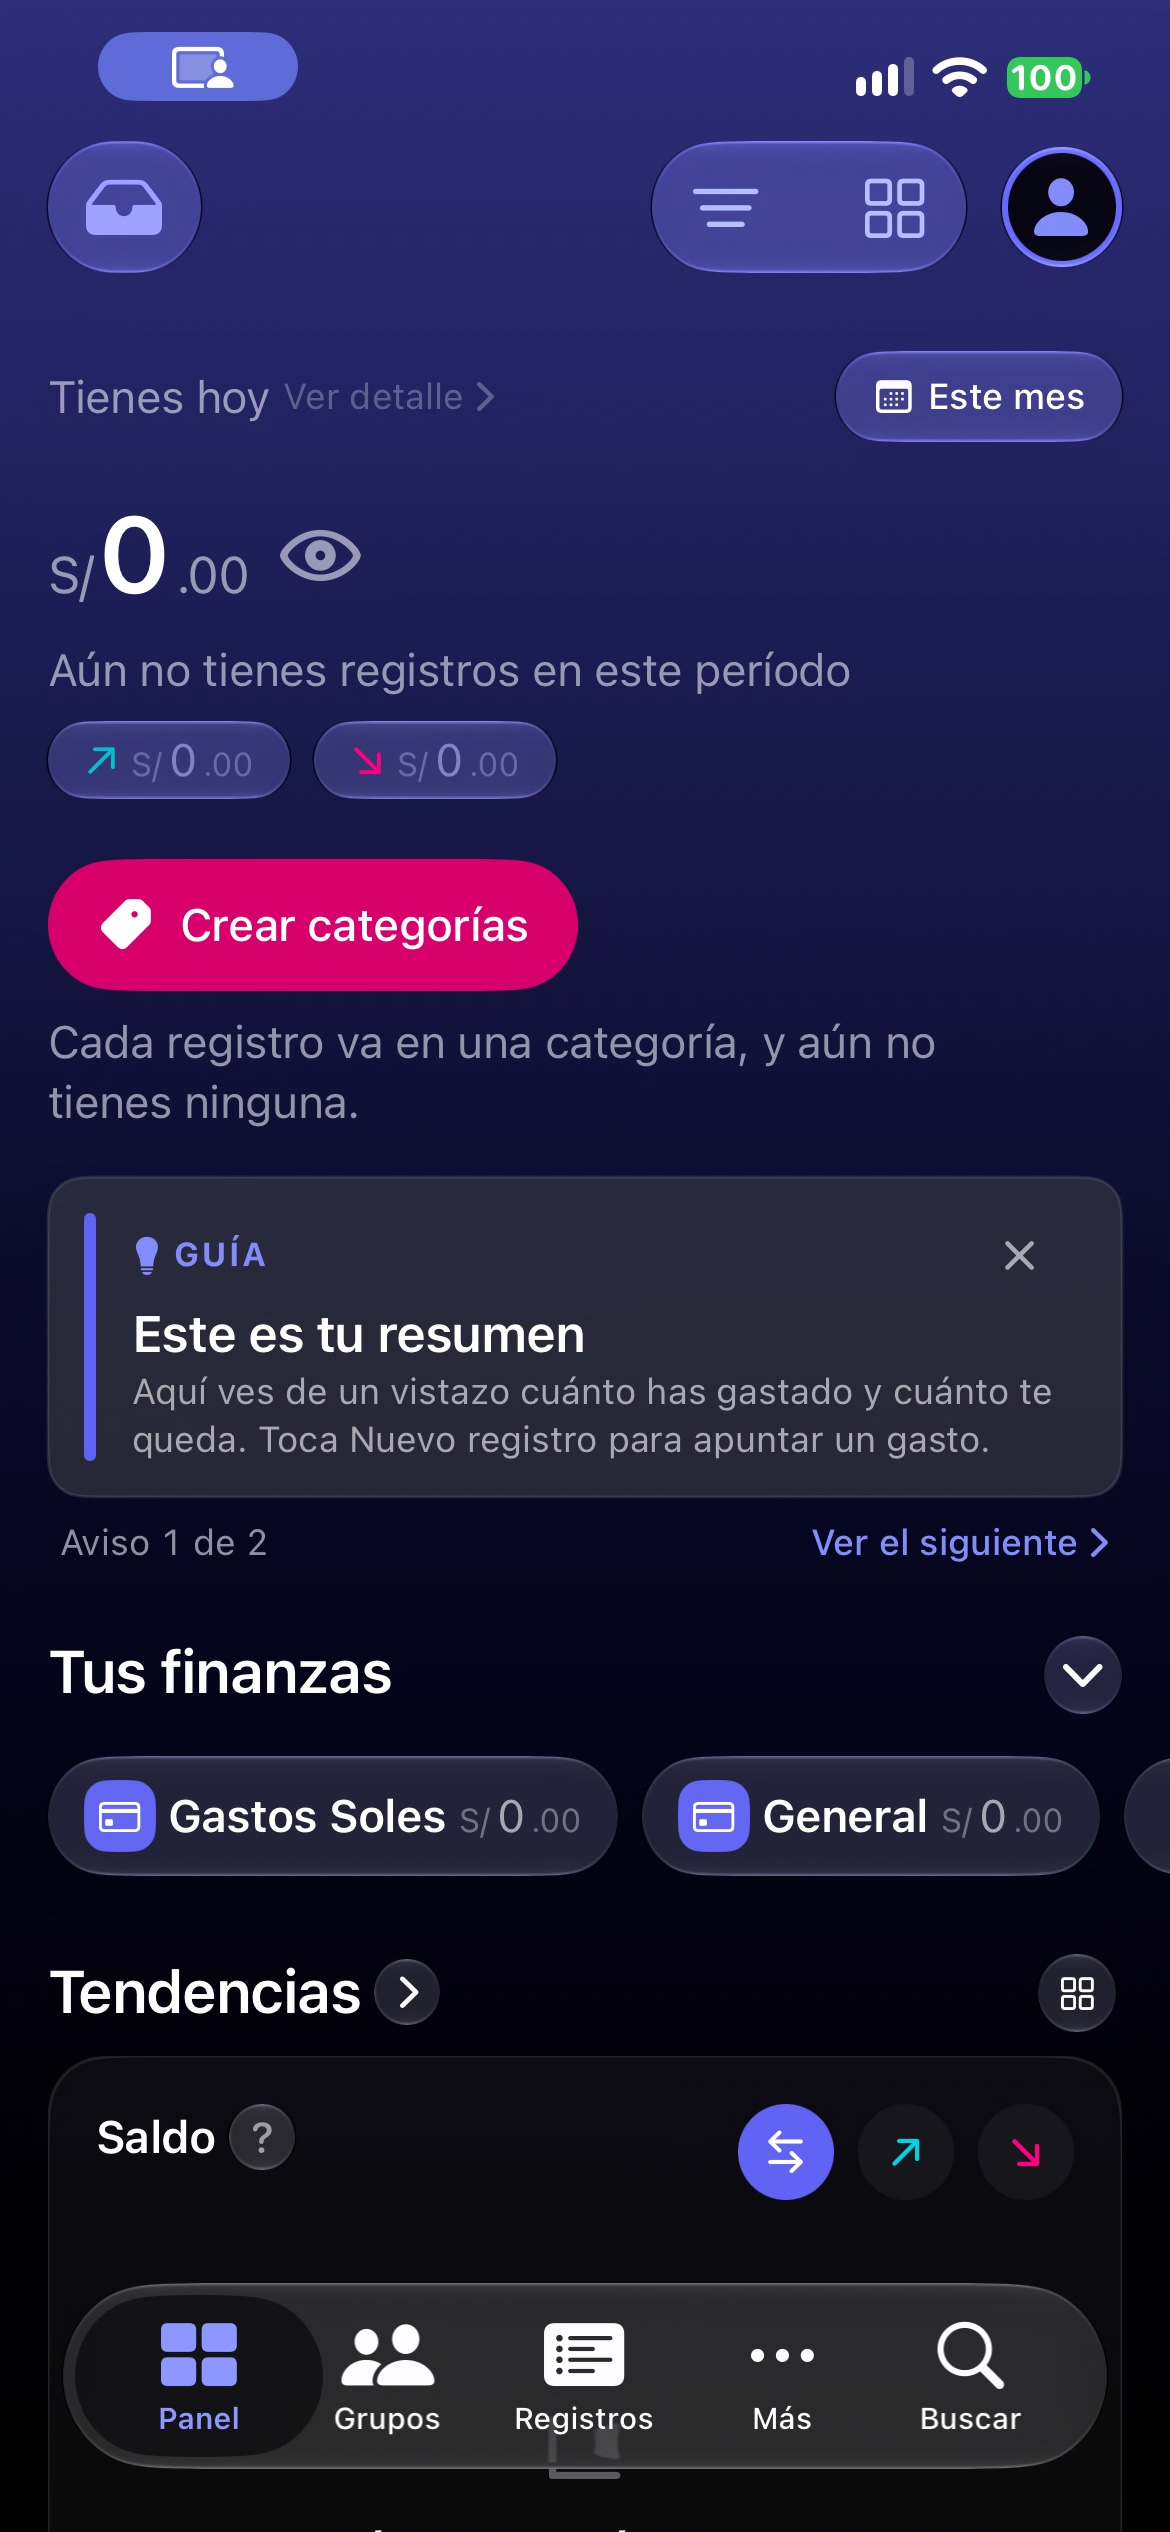 100
Tienes hoy Ver detalle
Este mes
S/0.00
Aún no tienes registros en este período
S/0.00 S/0.00
Crear categorías
Cada registro va en una categoría, y aún no
tienes ninguna.
GUÍA
Este es tu resumen
Aquí ves de un vistazo cuánto has gastado y cuánto te
queda. Toca Nuevo registro para apuntar un gasto.
Aviso 1 de 2
Ver el siguiente
Tus finanzas
Gastos Soles S/0.00 General S/0.00
Tendencias
Saldo ?
Panel Grupos Registros Más Buscar